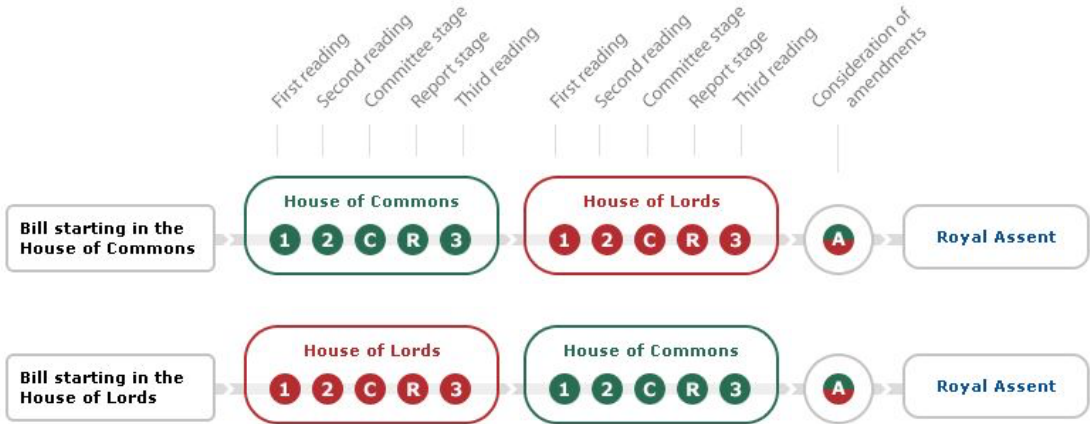 First reading
Second reading
Committee stage
Report stage
Third reading
First reading
Second reading
Committee stage
Report stage
Third reading
Consideration of
amendments
Bill starting in the
House of Commons
House of Commons
1 2 C R 3
House of Lords
1 2 C R 3
A
Royal Assent
Bill starting in the
House of Lords
House of Lords
1 2 C R 3
House of Commons
1 2 C R 3
A
Royal Assent